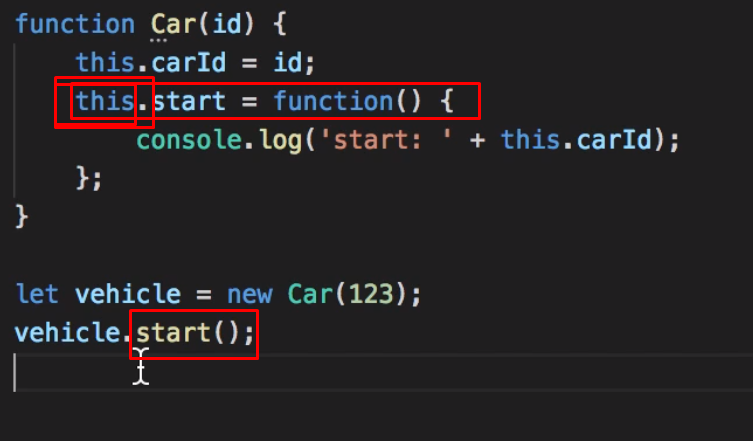 function Car(id) {
    this.carId = id;
    this.start = function() {
        console.log('start: ' + this.carId);
    };
}
let vehicle = new Car(123);
vehicle.start();